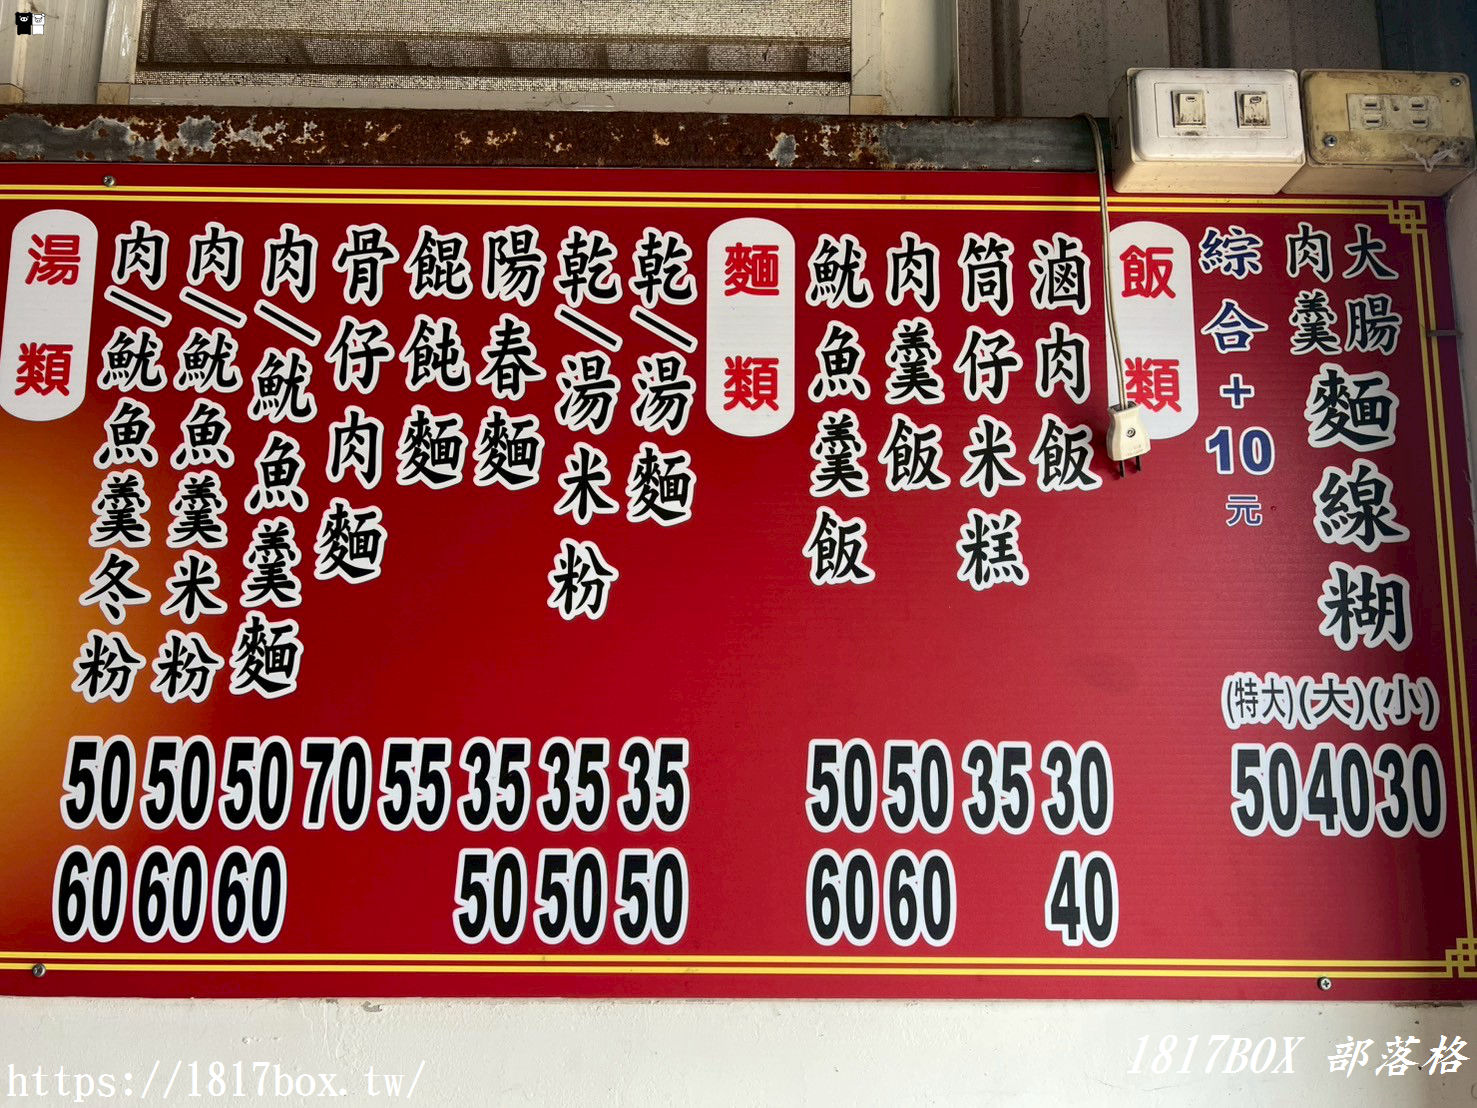 大腸
肉羹
麵線糊
(特大)(大)(小)
50 40 30
綜合+10元
飯類
滷肉飯
30
40
筒仔米糕
35
肉羹飯
50
60
魷魚羹飯
50
60
麵類
乾/湯麵
35
50
乾/湯米粉
35
50
陽春麵
35
50
餛飩麵
55
骨仔肉麵
70
肉/魷魚羹麵
50
60
肉/魷魚羹米粉
50
60
肉/魷魚羹冬粉
50
60
湯類
https://1817box.tw/
1817BOX 部落格